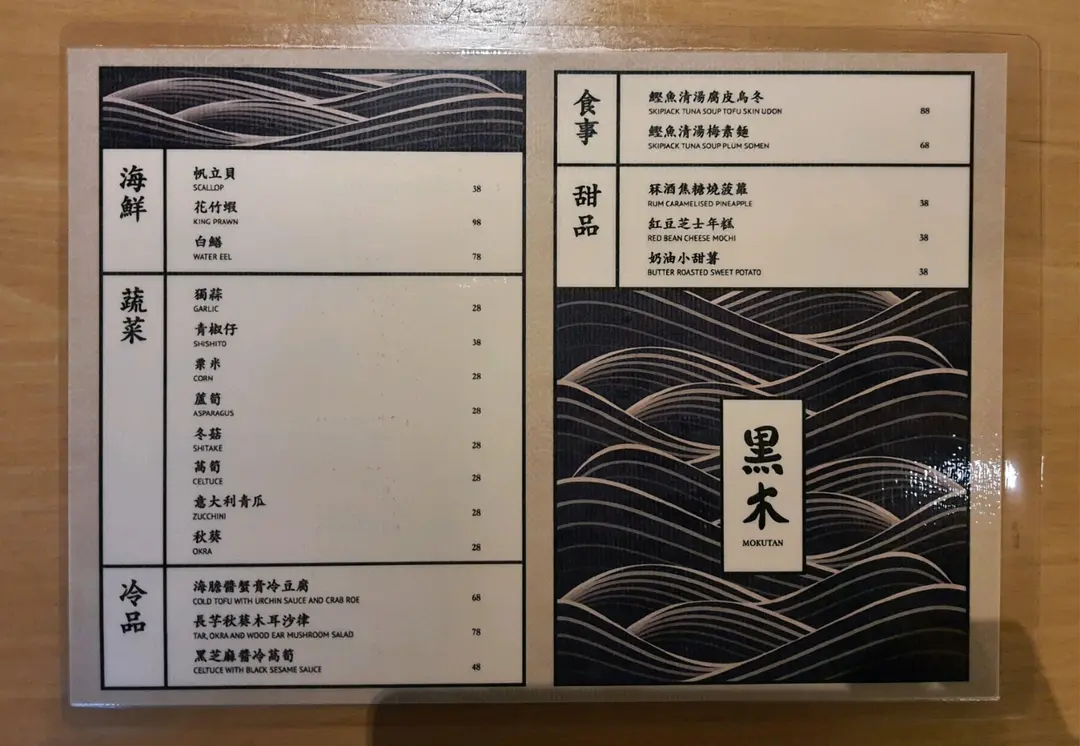 海鮮
帆立貝
SCALLOP 38
花竹蝦
KING PRAWN 98
白鱔
WATER EEL 78
蔬菜
獨蒜
GARLIC 28
青椒仔
SHISHITO 38
粟米
CORN 28
蘆筍
ASPARAGUS 28
冬菇
SHITAKE 28
萵筍
CELTUCE 28
意大利青瓜
ZUCCHINI 28
秋葵
OKRA 28
冷品
海膽醬蟹膏冷豆腐
COLD TOFU WITH URCHIN SAUCE AND CRAB ROE 68
長芋秋葵木耳沙律
TAR, OKRA AND WOOD EAR MUSHROOM SALAD 78
黑芝麻醬冷萵筍
CELTUCE WITH BLACK SESAME SAUCE 48
食事
鰹魚清湯腐皮烏冬
SKIPJACK TUNA SOUP TOFU SKIN UDON 88
鰹魚清湯梅素麵
SKIPJACK TUNA SOUP PLUM SOMEN 68
甜品
冧酒焦糖燒菠蘿
RUM CARAMELISED PINEAPPLE 38
紅豆芝士年糕
RED BEAN CHEESE MOCHI 38
奶油小甜薯
BUTTER ROASTED SWEET POTATO 38
黑木
MOKUTAN